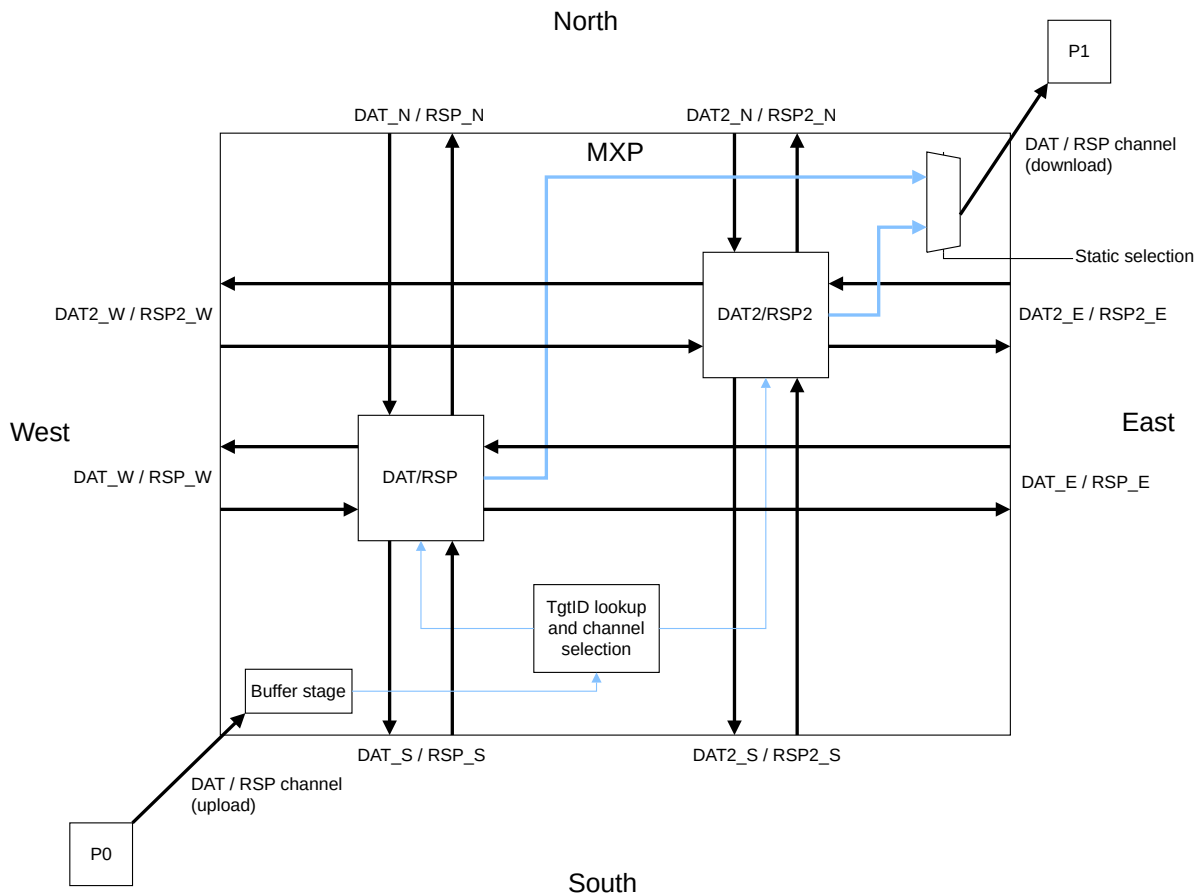 North
P1
DAT_N / RSP_N
DAT2_N / RSP2_N
MXP
DAT / RSP channel
(download)
Static selection
DAT2_W / RSP2_W
DAT2/RSP2
DAT2_E / RSP2_E
West
East
DAT_W / RSP_W
DAT/RSP
DAT_E / RSP_E
TgtID lookup
and channel
selection
Buffer stage
DAT_S / RSP_S
DAT2_S / RSP2_S
DAT / RSP channel
(upload)
P0
South